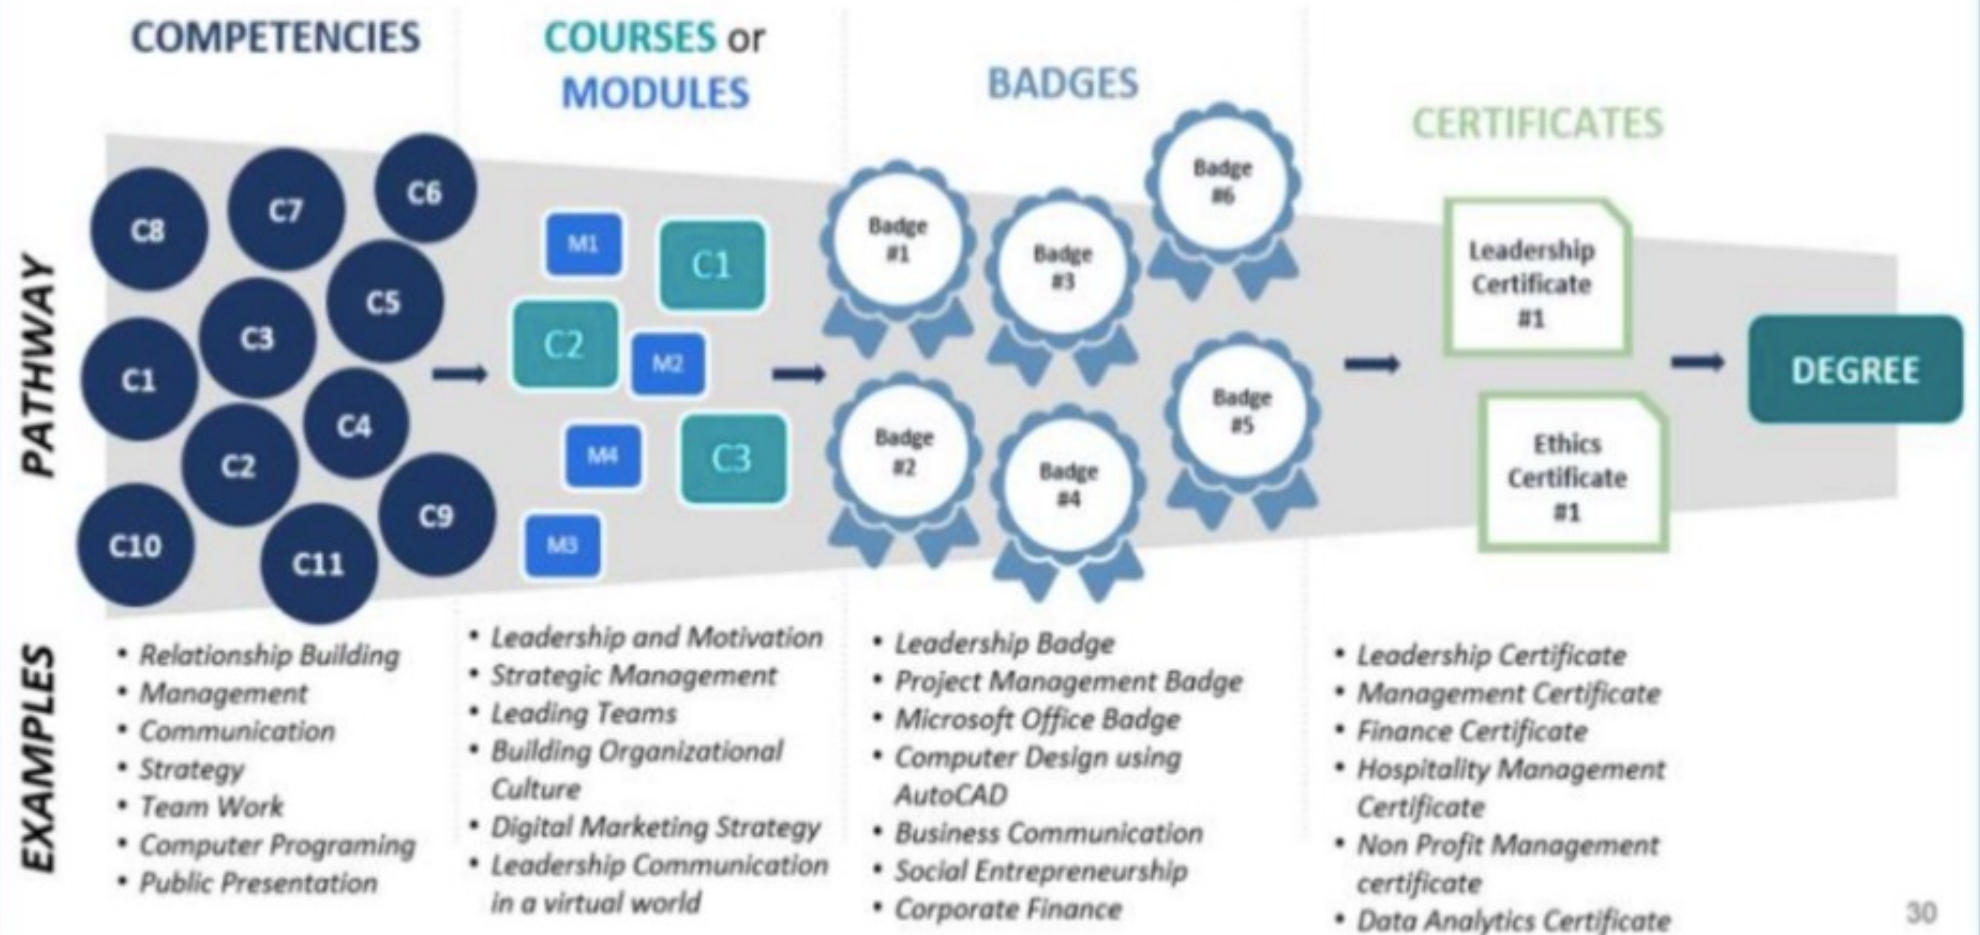 COMPETENCIES
COURSES or
MODULES
BADGES
CERTIFICATES
PATHWAY
C8
C7
C6
C5
C3
C1
C4
C2
C9
C10
C11
M1
C1
C2
M2
M4
C3
M3
Badge
#1
Badge
#3
Badge
#6
Badge
#2
Badge
#4
Badge
#5
Leadership
Certificate
#1
Ethics
Certificate
#1
DEGREE
EXAMPLES
• Relationship Building
• Management
• Communication
• Strategy
• Team Work
• Computer Programing
• Public Presentation
• Leadership and Motivation
• Strategic Management
• Leading Teams
• Building Organizational
Culture
• Digital Marketing Strategy
• Leadership Communication
in a virtual world
• Leadership Badge
• Project Management Badge
• Microsoft Office Badge
• Computer Design using
AutoCAD
• Business Communication
• Social Entrepreneurship
• Corporate Finance
• Leadership Certificate
• Management Certificate
• Finance Certificate
• Hospitality Management
Certificate
• Non Profit Management
certificate
• Data Analytics Certificate
30